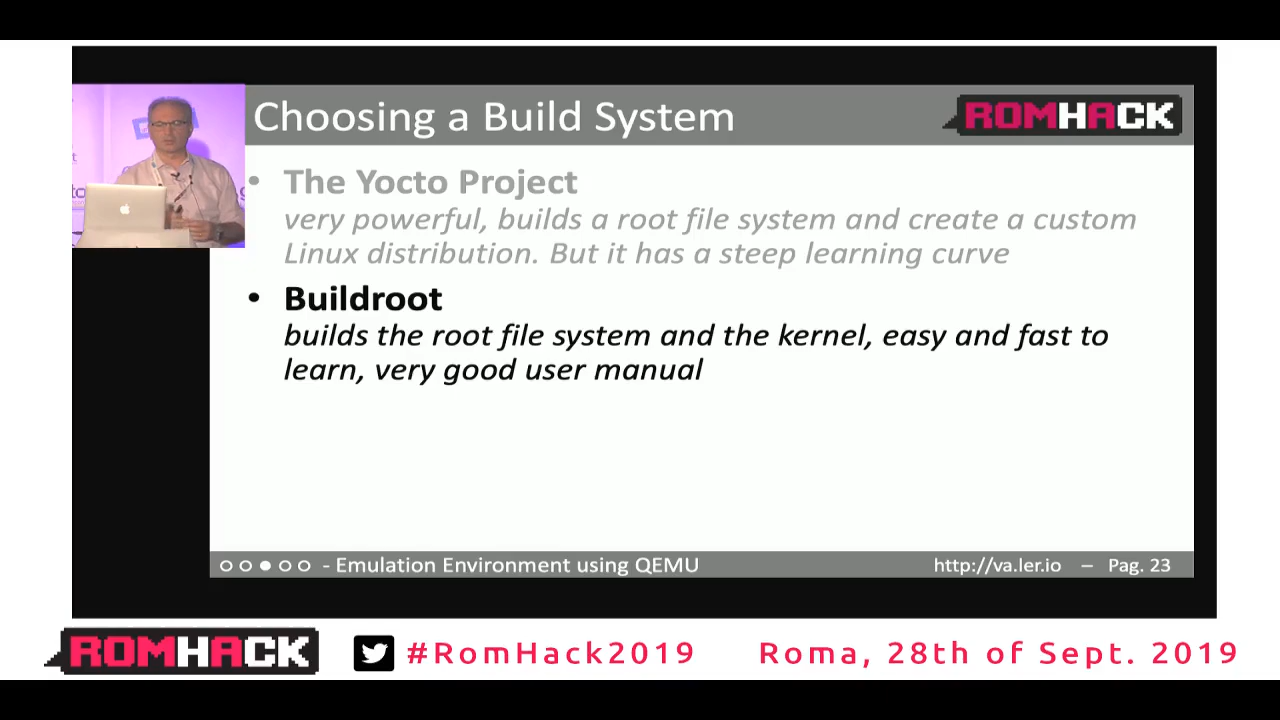 Choosing a Build System
ROMHACK
• The Yocto Project
very powerful, builds a root file system and create a custom
Linux distribution. But it has a steep learning curve
• Buildroot
builds the root file system and the kernel, easy and fast to
learn, very good user manual
- Emulation Environment using QEMU
http://va.ler.io – Pag. 23
ROMHACK
#RomHack2019
Roma, 28th of Sept. 2019